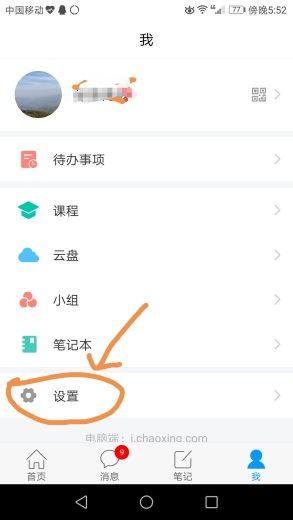 中国移动 77 傍晚5:52
我
待办事项
课程
云盘
小组
笔记本
设置
电脑端：i.chaoxing.com
9
首页 消息 笔记 我